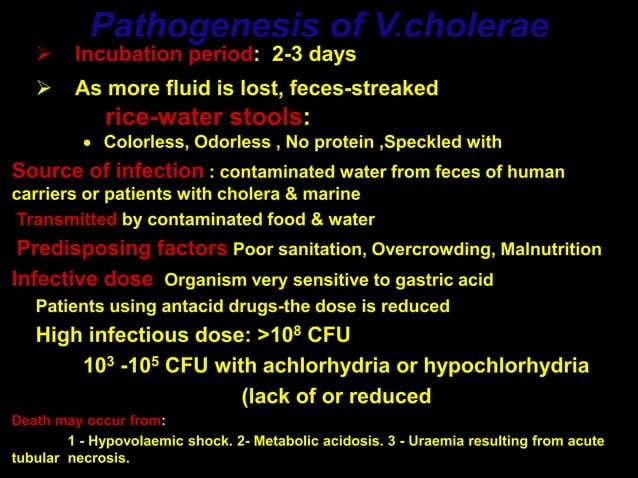 Pathogenesis of V.cholerae
➢ Incubation period: 2-3 days
➢ As more fluid is lost, feces-streaked
rice-water stools:
• Colorless, Odorless , No protein ,Speckled with
Source of infection : contaminated water from feces of human
carriers or patients with cholera & marine
Transmitted by contaminated food & water
Predisposing factors Poor sanitation, Overcrowding, Malnutrition
Infective dose Organism very sensitive to gastric acid
Patients using antacid drugs-the dose is reduced
High infectious dose: >10⁸ CFU
10³ -10⁵ CFU with achlorhydria or hypochlorhydria
(lack of or reduced
Death may occur from:
1 - Hypovolaemic shock. 2- Metabolic acidosis. 3 - Uraemia resulting from acute
tubular necrosis.